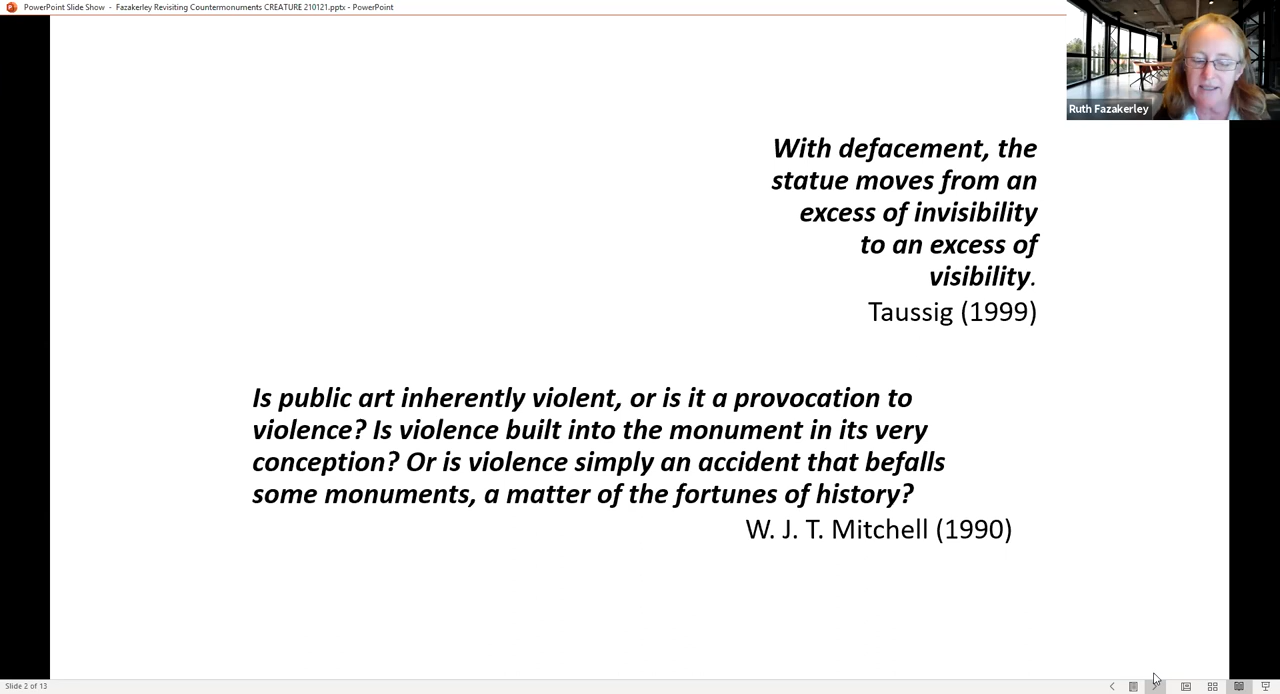 PowerPoint Slide Show - Fazakerley Revisiting Countermonuments CREATURE 210121.pptx - PowerPoint
Ruth Fazakerley
With defacement, the
statue moves from an
excess of invisibility
to an excess of
visibility.
Taussig (1999)
Is public art inherently violent, or is it a provocation to
violence? Is violence built into the monument in its very
conception? Or is violence simply an accident that befalls
some monuments, a matter of the fortunes of history?
W. J. T. Mitchell (1990)
Slide 2 of 13